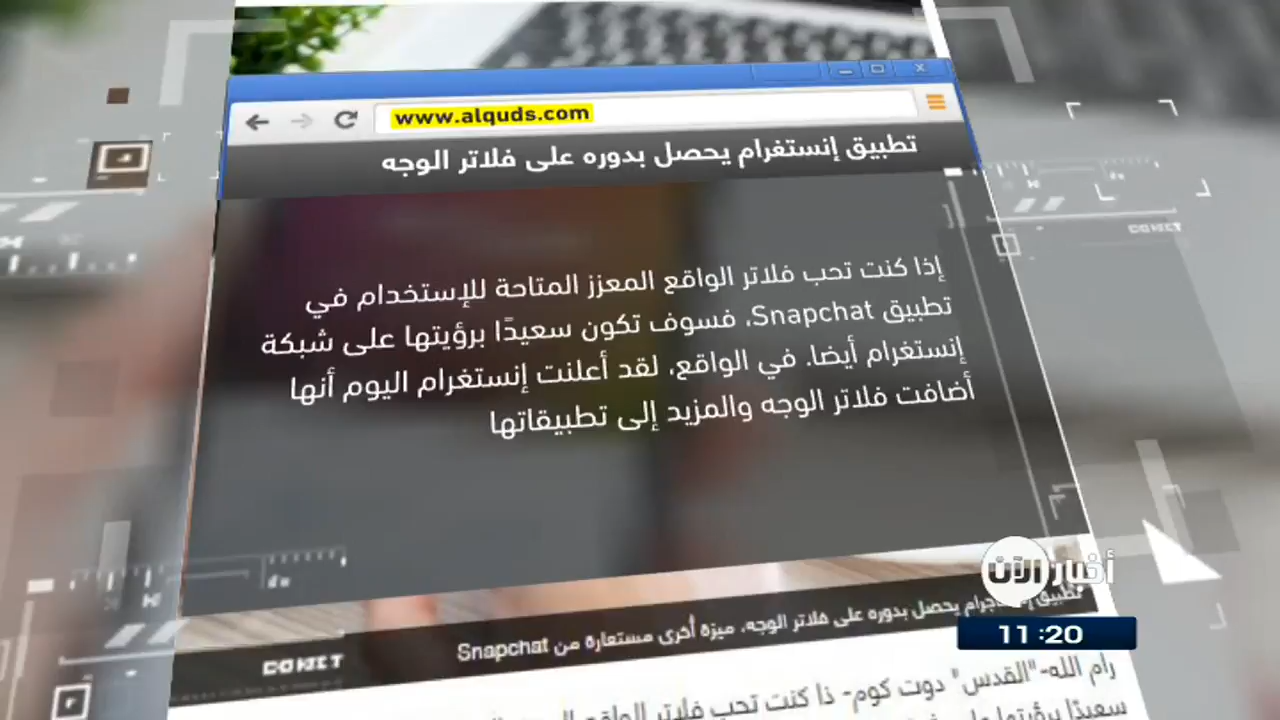 www.alquds.com
تطبيق إنستغرام يحصل بدوره على فلاتر الوجه
إذا كنت تحب فلاتر الواقع المعزز المتاحة للإستخدام في
تطبيق Snapchat، فسوف تكون سعيدًا برؤيتها على شبكة
إنستغرام أيضا. في الواقع، لقد أعلنت إنستغرام اليوم أنها
أضافت فلاتر الوجه والمزيد إلى تطبيقاتها
أخبار الآن
تطبيق يحصل بدوره على فلاتر الوجه، ميزة أخرى مستعارة من Snapchat
11:20
رام الله-"القدس" دوت كوم- ذا كنت تحب فلاتر الواقع
سعيدًا برؤيتها على